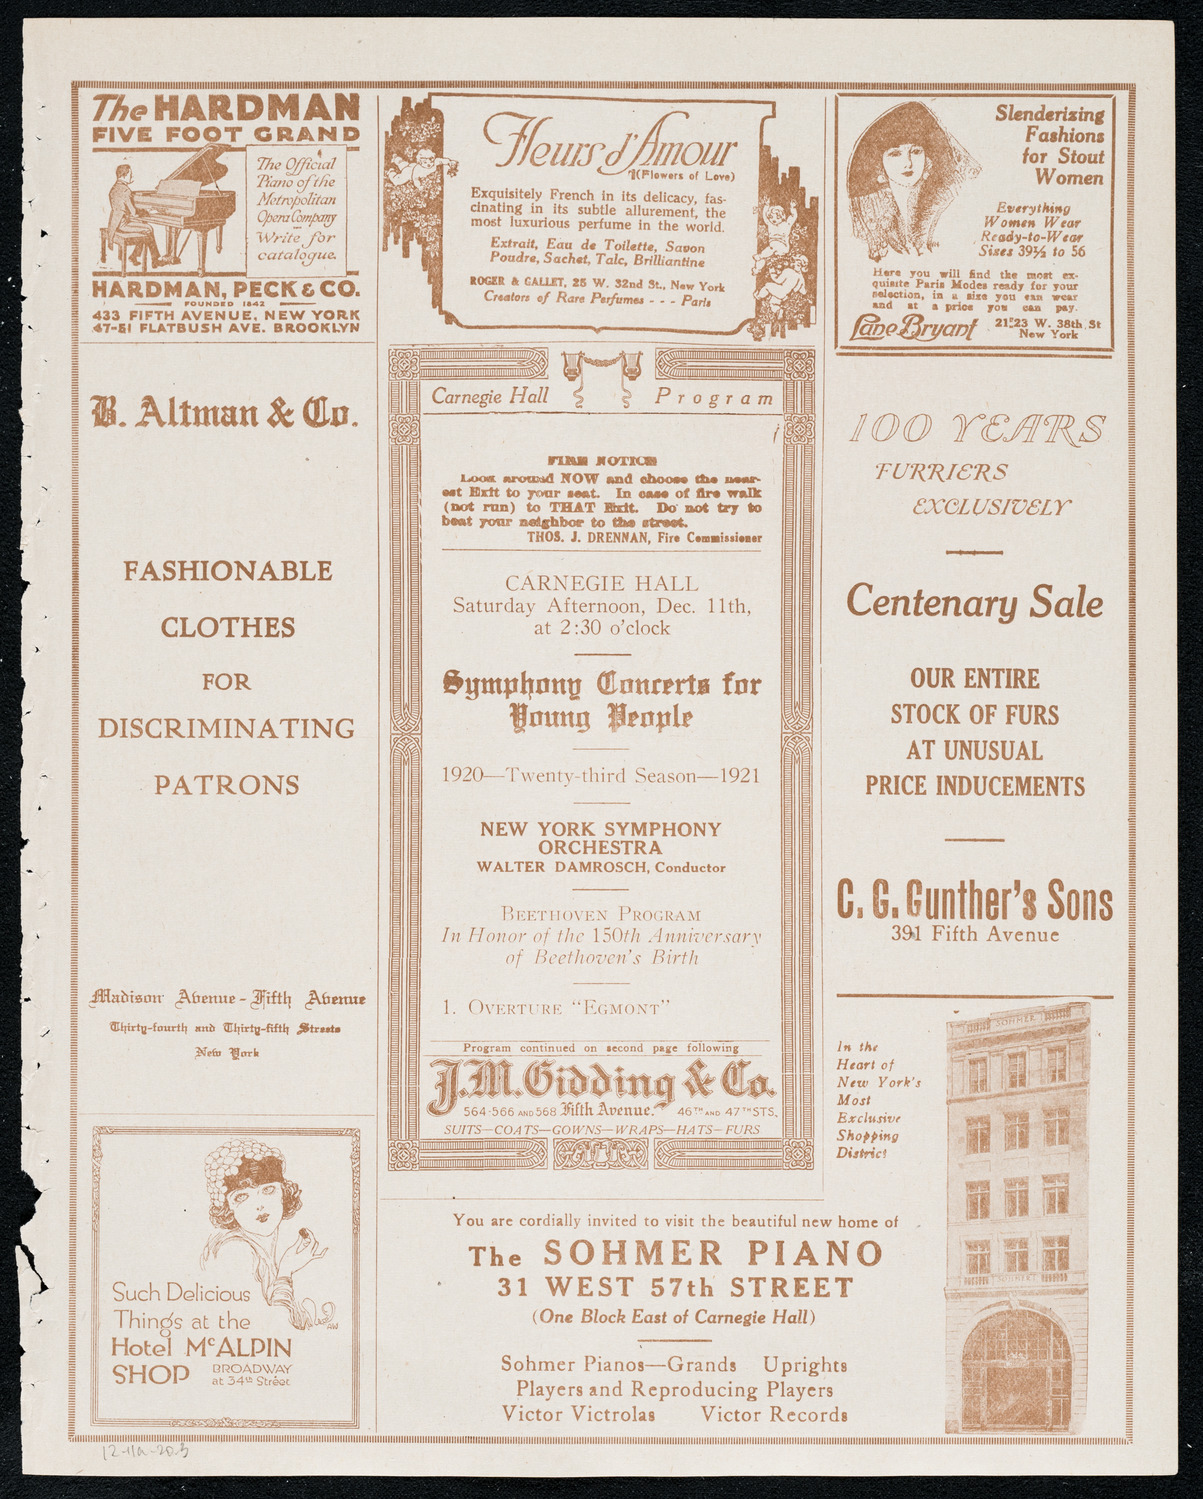 The HARDMAN
FIVE FOOT GRAND
The Official
Piano of the
Metropolitan
Opera Company
Write for
catalogue.
HARDMAN, PECK & CO.
FOUNDED 1842
433 FIFTH AVENUE, NEW YORK
47-51 FLATBUSH AVE. BROOKLYN
Fleurs d'Amour
(Flowers of Love)
Exquisitely French in its delicacy, fas-
cinating in its subtle allurement, the
most luxurious perfume in the world.
Extrait, Eau de Toilette, Savon
Poudre, Sachet, Talc, Brilliantine
ROGER & GALLET, 25 W. 32nd St., New York
Creators of Rare Perfumes - - - Paris
Slenderizing
Fashions
for Stout
Women
Everything
Women Wear
Ready-to-Wear
Sizes 39½ to 56
Here you will find the most ex-
quisite Paris Modes ready for your
selection, in a size you can wear
and at a price you can pay.
Lane Bryant 21-23 W. 38th St
New York
B. Altman & Co.
FASHIONABLE
CLOTHES
FOR
DISCRIMINATING
PATRONS
Madison Avenue - Fifth Avenue
Thirty-fourth and Thirty-fifth Streets
New York
Such Delicious
Things at the
Hotel McALPIN
SHOP BROADWAY
at 34th Street
AW
12-11a-20-3
Carnegie Hall Program
FIRE NOTICE
Look around NOW and choose the near-
est Exit to your seat. In case of fire walk
(not run) to THAT Exit. Do not try to
beat your neighbor to the street.
THOS. J. DRENNAN, Fire Commissioner
CARNEGIE HALL
Saturday Afternoon, Dec. 11th,
at 2:30 o'clock
Symphony Concerts for
Young People
1920—Twenty-third Season—1921
NEW YORK SYMPHONY
ORCHESTRA
WALTER DAMROSCH, Conductor
BEETHOVEN PROGRAM
In Honor of the 150th Anniversary
of Beethoven's Birth
1. OVERTURE "EGMONT"
Program continued on second page following
J.M. Gidding & Co.
564-566 AND 568 Fifth Avenue. 46TH AND 47TH STS.
SUITS—COATS—GOWNS—WRAPS—HATS—FURS
100 YEARS
FURRIERS
EXCLUSIVELY
Centenary Sale
OUR ENTIRE
STOCK OF FURS
AT UNUSUAL
PRICE INDUCEMENTS
C. G. Gunther's Sons
391 Fifth Avenue
In the
Heart of
New York's
Most
Exclusive
Shopping
District
SOHMER
SOHMER
You are cordially invited to visit the beautiful new home of
The SOHMER PIANO
31 WEST 57th STREET
(One Block East of Carnegie Hall)
Sohmer Pianos—Grands Uprights
Players and Reproducing Players
Victor Victrolas Victor Records